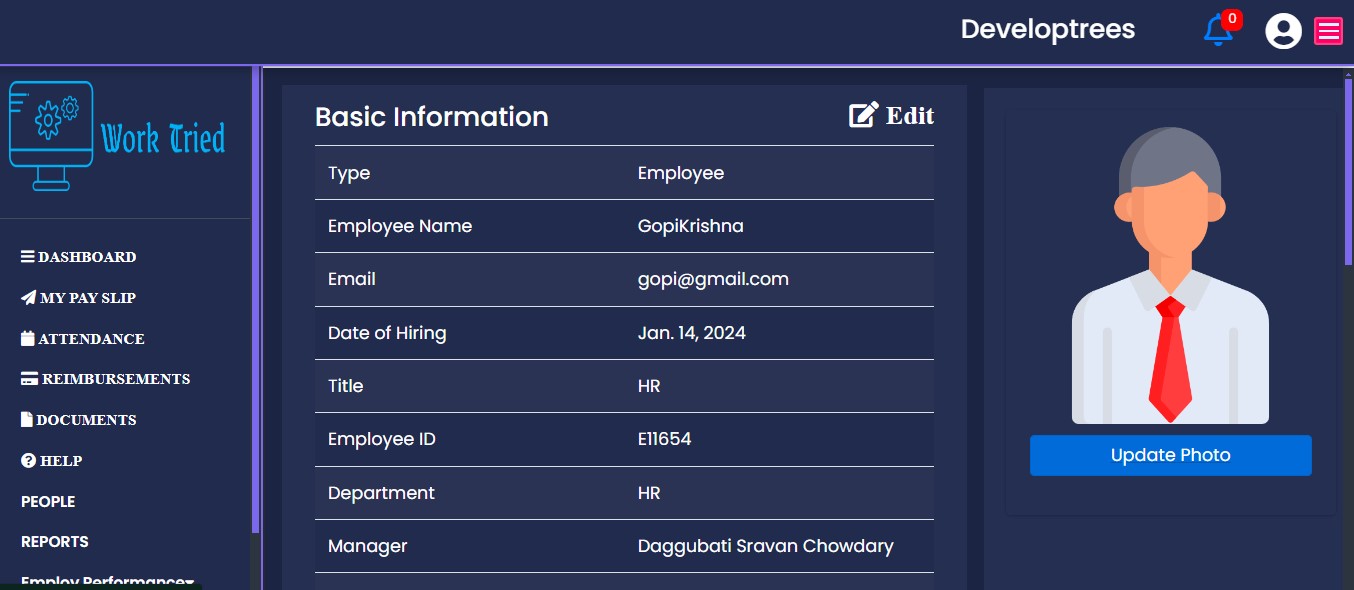 Developtrees
0
Work Tried
DASHBOARD
MY PAY SLIP
ATTENDANCE
REIMBURSEMENTS
DOCUMENTS
HELP
PEOPLE
REPORTS
Employ Performance
Basic Information
Edit
Type Employee
Employee Name GopiKrishna
Email gopi@gmail.com
Date of Hiring Jan. 14, 2024
Title HR
Employee ID E11654
Department HR
Manager Daggubati Sravan Chowdary
Update Photo